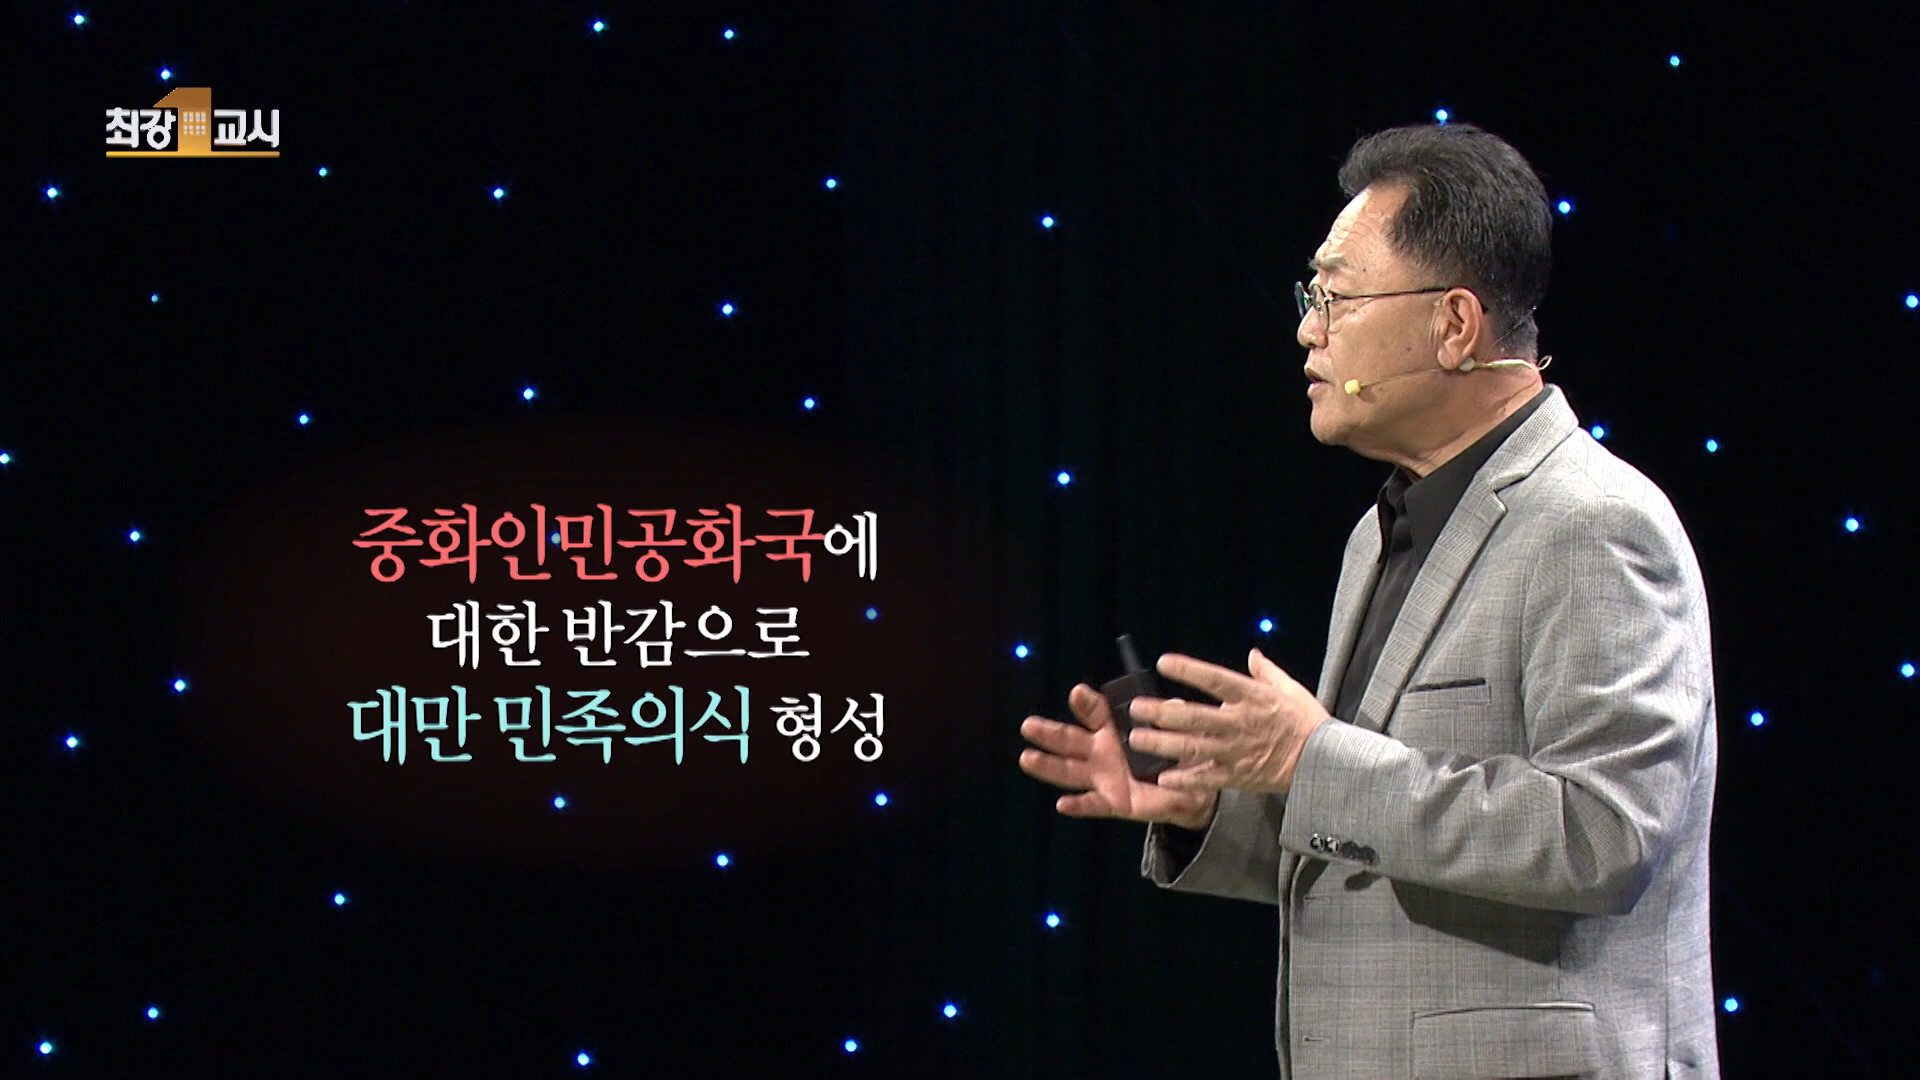 최강1교시
중화인민공화국에
대한 반감으로
대만 민족의식 형성